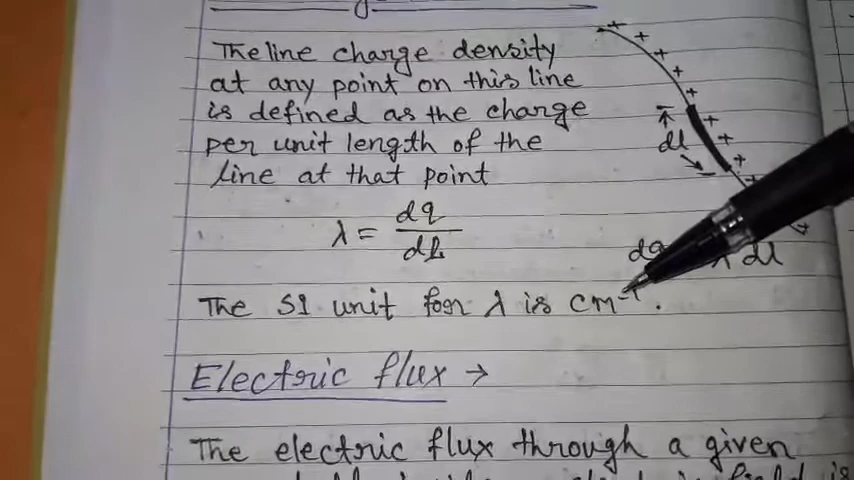 The line charge density
at any point on this line
is defined as the charge
per unit length of the
line at that point
dl
λ = dq/dl
dq λ dl
The SI unit for λ is cm⁻¹.
Electric flux →
The electric flux through a given